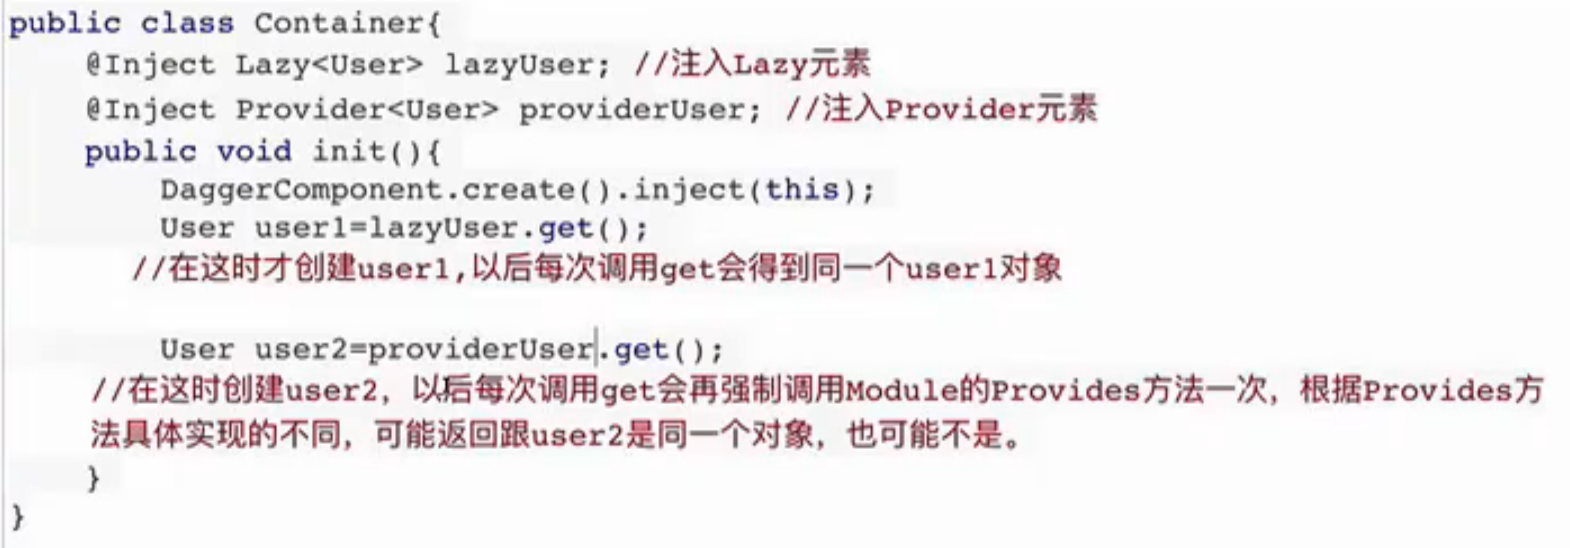 public class Container{
@Inject Lazy<User> lazyUser; //注入Lazy元素
@Inject Provider<User> providerUser; //注入Provider元素
public void init(){
DaggerComponent.create().inject(this);
User user1=lazyUser.get();
//在这时才创建user1,以后每次调用get会得到同一个user1对象
User user2=providerUser.get();
//在这时创建user2，以后每次调用get会再强制调用Module的Provides方法一次，根据Provides方
法具体实现的不同，可能返回跟user2是同一个对象，也可能不是。
}
}